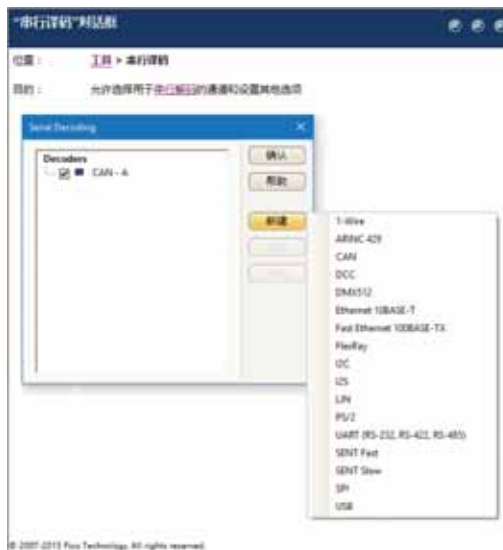 “串行译码”对话框
位置： 工具 > 串行译码
目的： 允许选择用于串行解码的通道和设置其他选项
Serial Decoding
Decoders
CAN - A
确认
帮助
新建
1-Wire
ARINC 429
CAN
DCC
DMX512
Ethernet 10BASE-T
Fast Ethernet 100BASE-TX
FlexRay
I2C
I2S
LIN
PS/2
UART (RS-232, RS-422, RS-485)
SENT Fast
SENT Slow
SPI
USB
© 2007-2015 Pico Technology. All rights reserved.